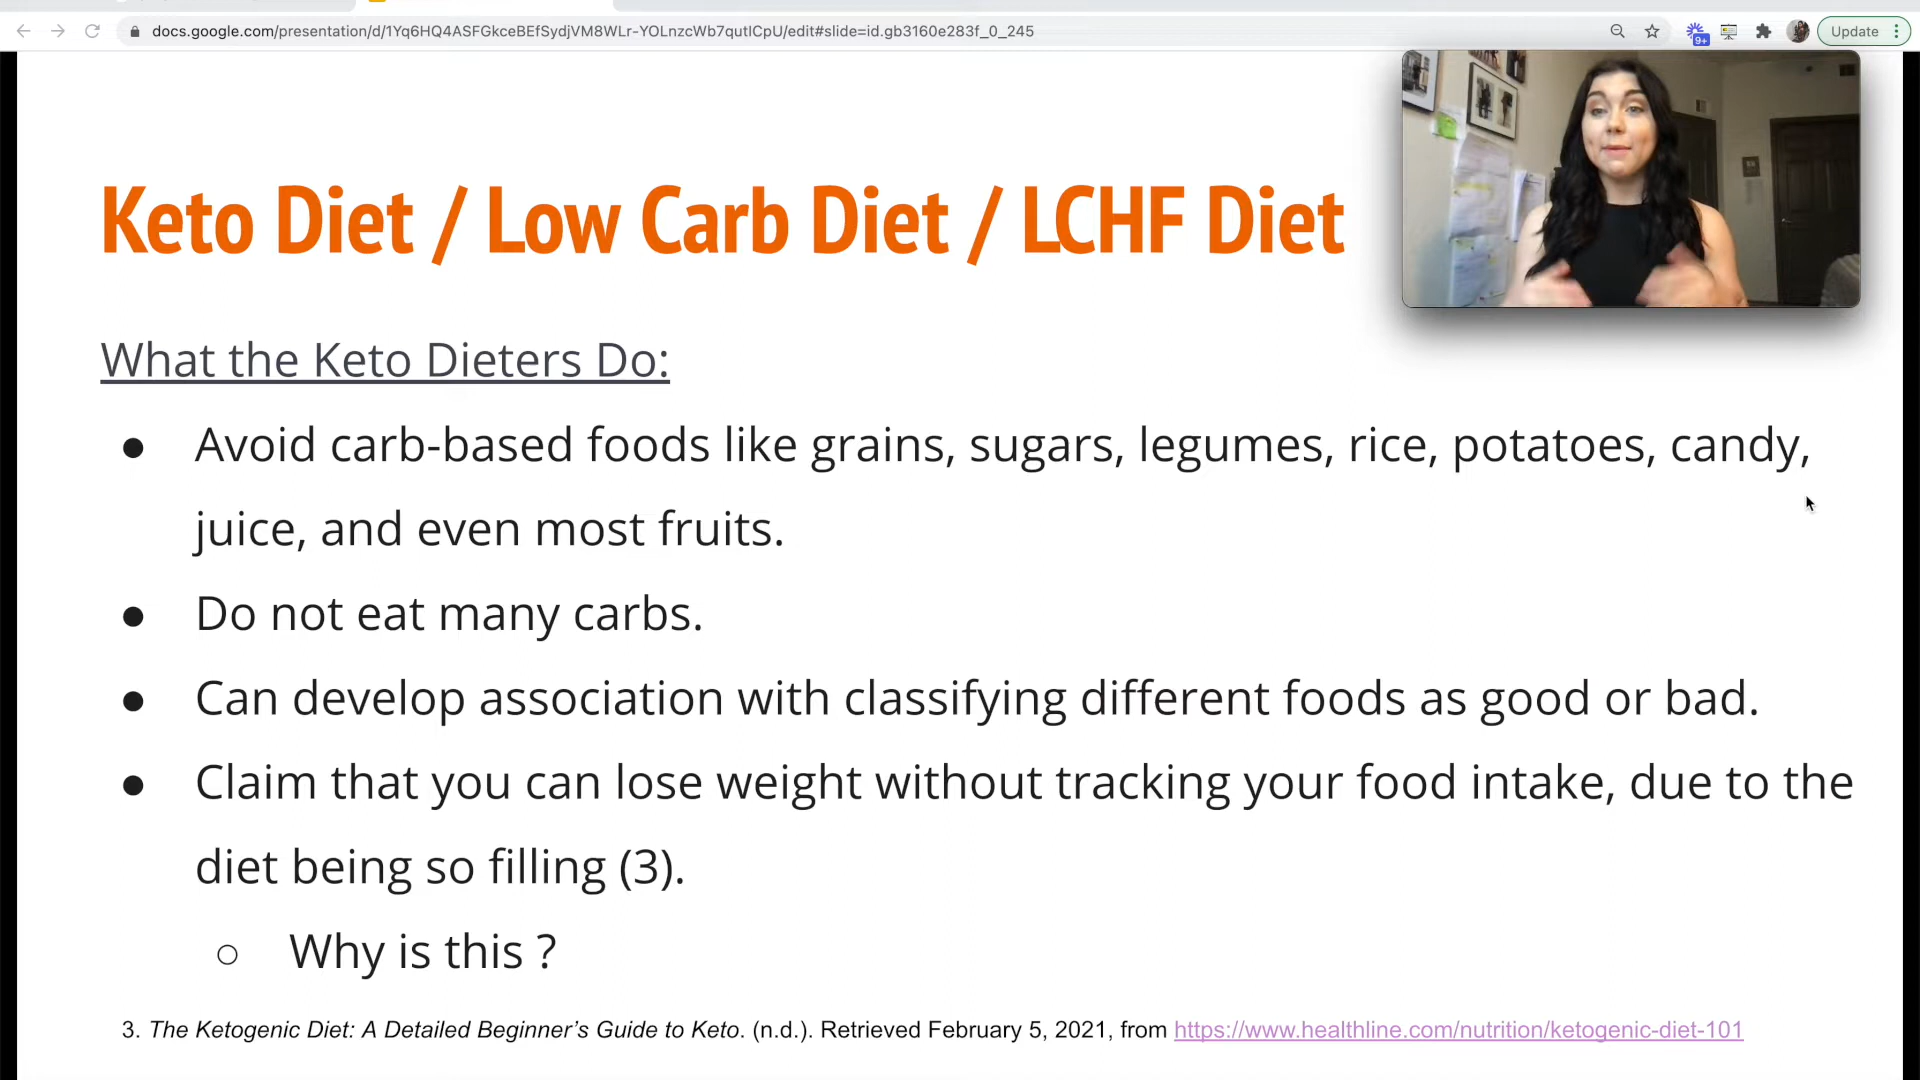 docs.google.com/presentation/d/1Yq6HQ4ASFGkceBEfSydjVM8WLr-YOLnzcWb7qutICpU/edit#slide=id.gb3160e283f_0_245
9+
Update
Keto Diet / Low Carb Diet / LCHF Diet
What the Keto Dieters Do:
● Avoid carb-based foods like grains, sugars, legumes, rice, potatoes, candy,
juice, and even most fruits.
● Do not eat many carbs.
● Can develop association with classifying different foods as good or bad.
● Claim that you can lose weight without tracking your food intake, due to the
diet being so filling (3).
○ Why is this ?
3. The Ketogenic Diet: A Detailed Beginner’s Guide to Keto. (n.d.). Retrieved February 5, 2021, from https://www.healthline.com/nutrition/ketogenic-diet-101